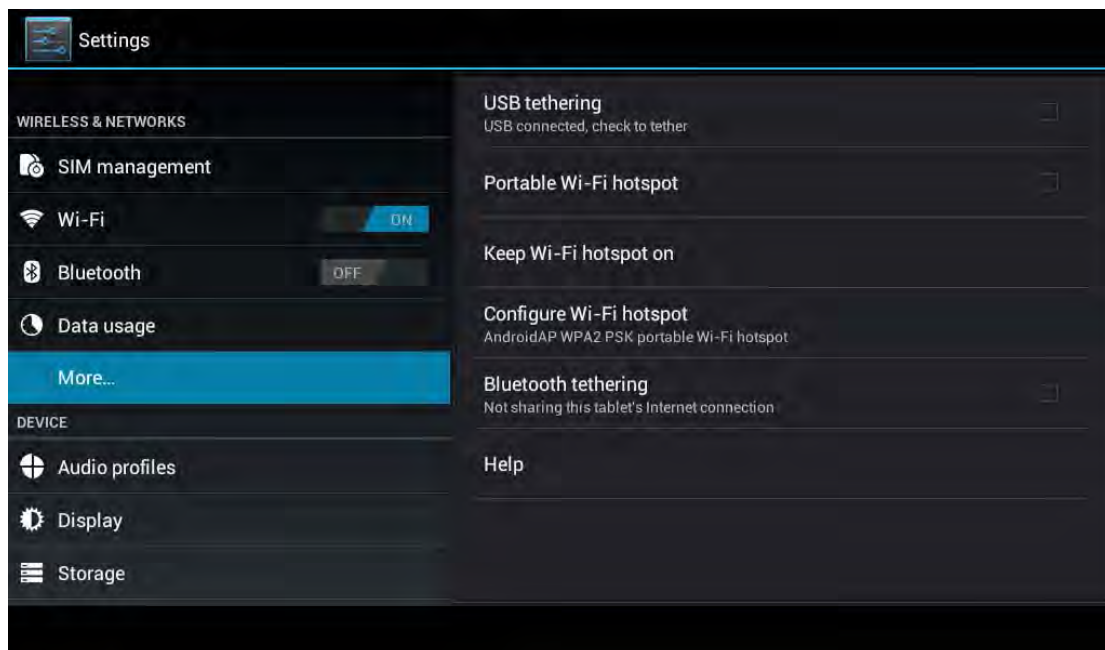 Settings
WIRELESS & NETWORKS
SIM management
Wi-Fi
ON
Bluetooth
OFF
Data usage
More...
DEVICE
Audio profiles
Display
Storage
USB tethering
USB connected, check to tether
Portable Wi-Fi hotspot
Keep Wi-Fi hotspot on
Configure Wi-Fi hotspot
AndroidAP WPA2 PSK portable Wi-Fi hotspot
Bluetooth tethering
Not sharing this tablet's Internet connection
Help